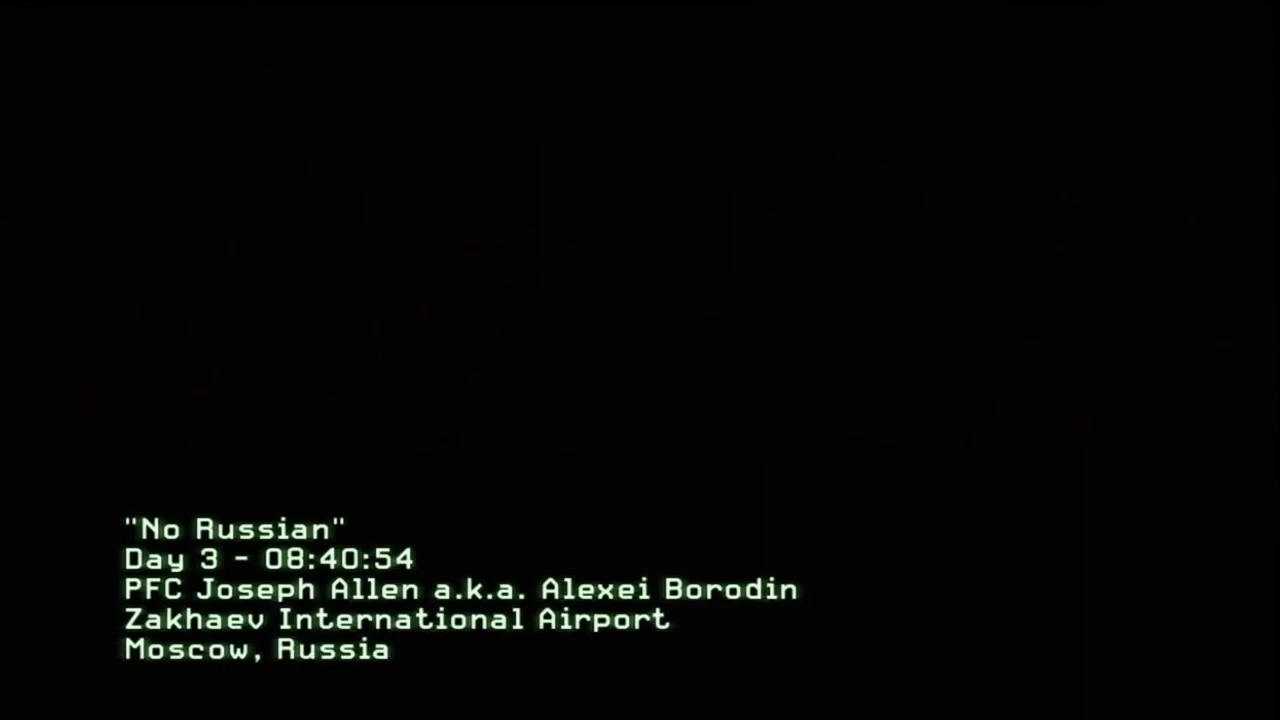 "No Russian"
Day 3 - 08:40:54
PFC Joseph Allen a.k.a. Alexei Borodin
Zakhaev International Airport
Moscow, Russia